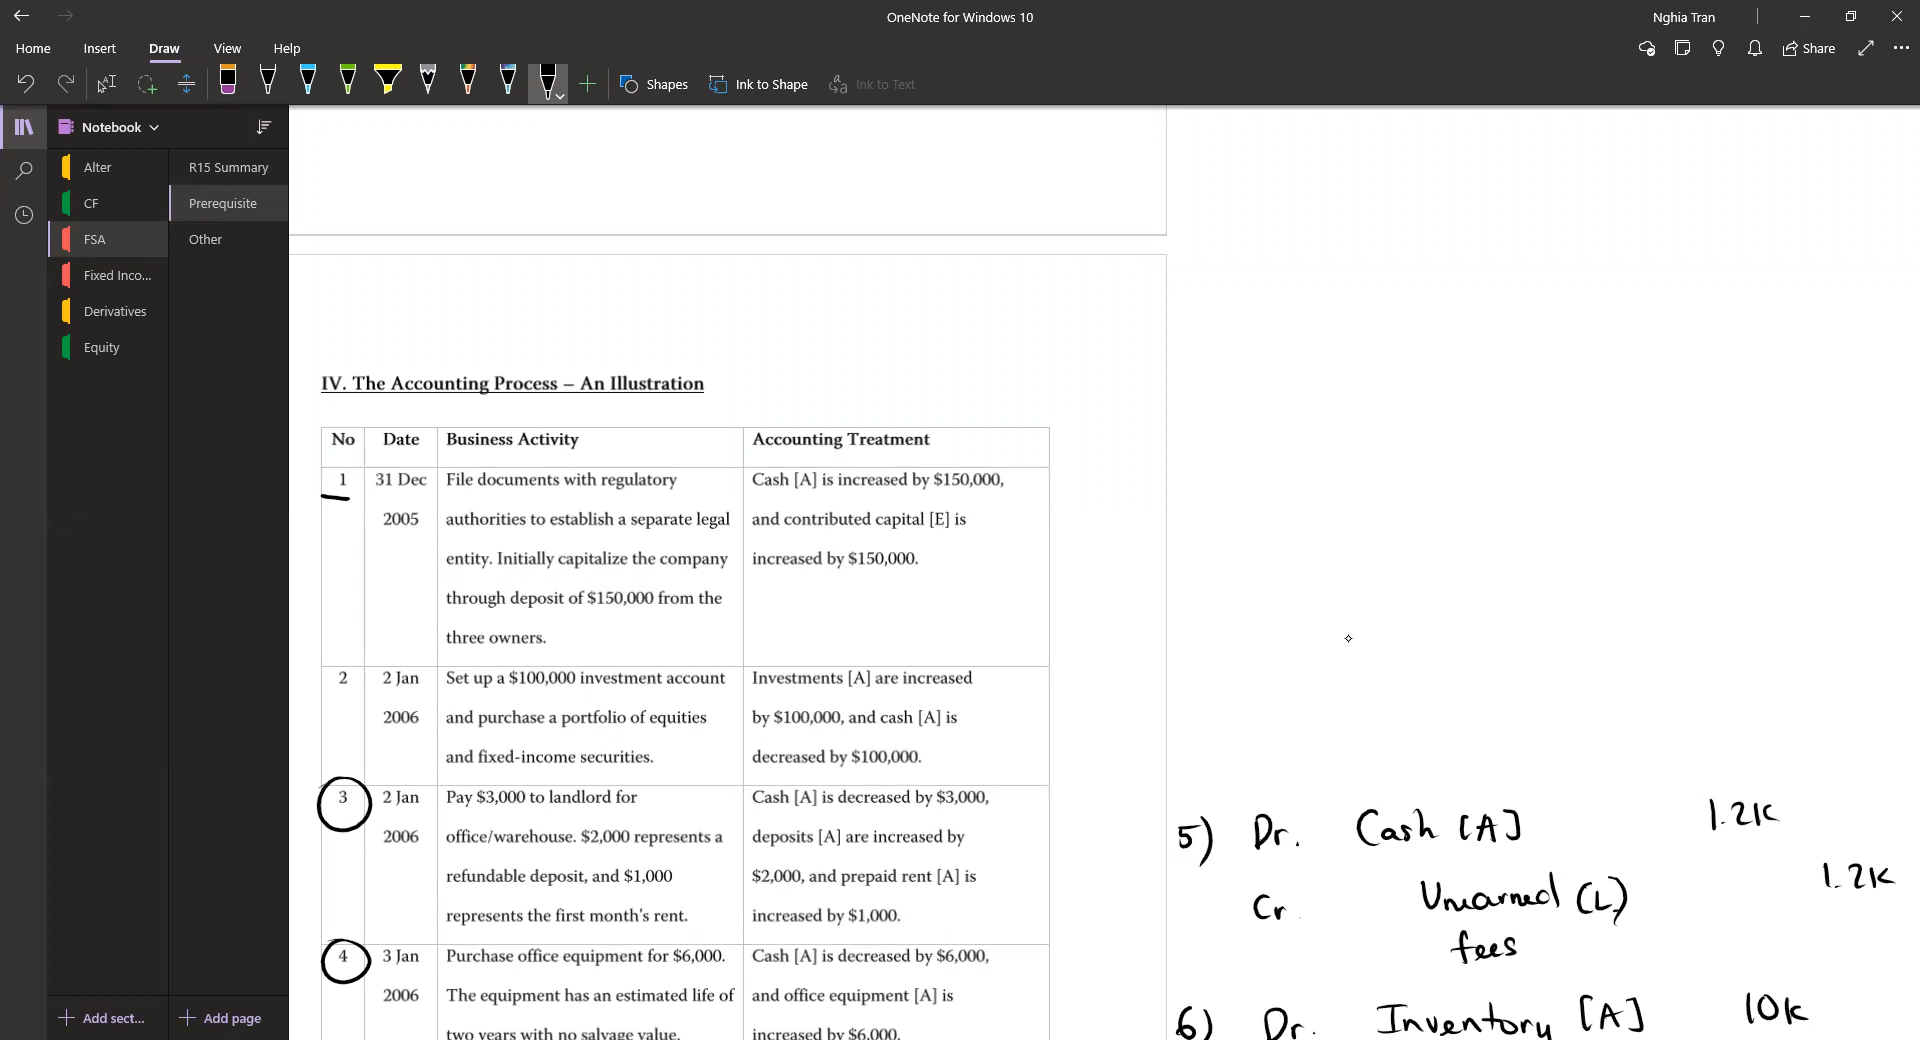 OneNote for Windows 10
Nghia Tran
Home Insert Draw View Help
Share
Shapes Ink to Shape Ink to Text
Notebook
Alter
CF
FSA
Fixed Inco...
Derivatives
Equity
Add sect...
R15 Summary
Prerequisite
Other
Add page
IV. The Accounting Process – An Illustration
No Date Business Activity Accounting Treatment
1 31 Dec File documents with regulatory Cash [A] is increased by $150,000,
2005 authorities to establish a separate legal and contributed capital [E] is
entity. Initially capitalize the company increased by $150,000.
through deposit of $150,000 from the
three owners.
2 2 Jan Set up a $100,000 investment account Investments [A] are increased
2006 and purchase a portfolio of equities by $100,000, and cash [A] is
and fixed-income securities. decreased by $100,000.
3 2 Jan Pay $3,000 to landlord for Cash [A] is decreased by $3,000,
2006 office/warehouse. $2,000 represents a deposits [A] are increased by
refundable deposit, and $1,000 $2,000, and prepaid rent [A] is
represents the first month's rent. increased by $1,000.
4 3 Jan Purchase office equipment for $6,000. Cash [A] is decreased by $6,000,
2006 The equipment has an estimated life of and office equipment [A] is
two years with no salvage value. increased by $6,000.
5) Dr. Cash [A] 1.2K
Cr. Unearned (L) 1.2K
fees
6) Dr. Inventory [A] 10K